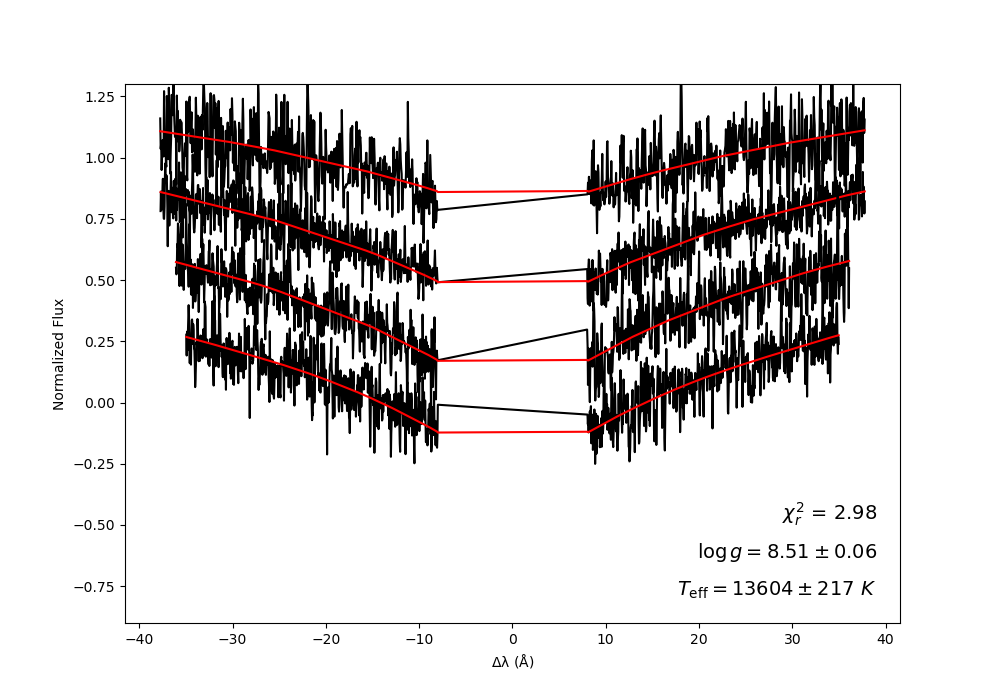 1.25
1.00
0.75
0.50
0.25
0.00
−0.25
−0.50
−0.75
Normalized Flux
χ²ᵣ = 2.98
log g = 8.51 ± 0.06
T_eff = 13604 ± 217 K
−40 −30 −20 −10 0 10 20 30 40
Δλ (Å)